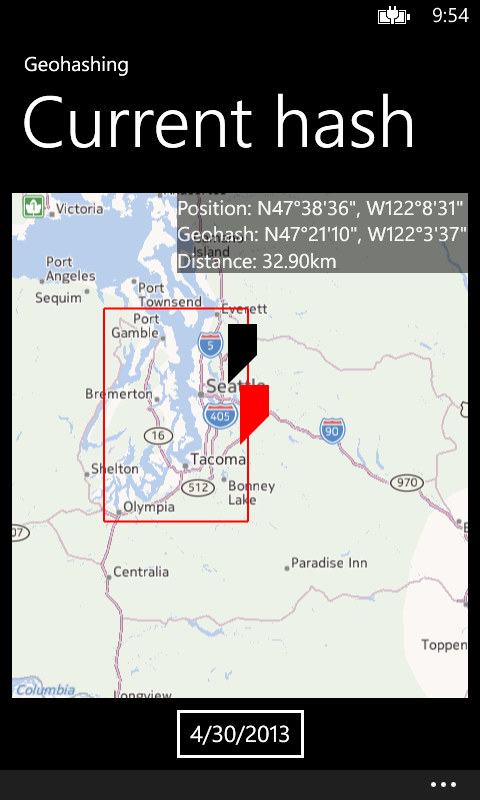 9:54
Geohashing
Current hash
Position: N47°38'36", W122°8'31"
Geohash: N47°21'10", W122°3'37"
Distance: 32.90km
1
Victoria
Island
Port
Angeles
Sequim
Port
Townsend
Everett
Port
Gamble
5
Seattle
Bremerton
405
16
90
Tacoma
Shelton
512
Bonney
Lake
970
Olympia
07
Paradise Inn
Centralia
Toppen
Columbia
Longview
4/30/2013